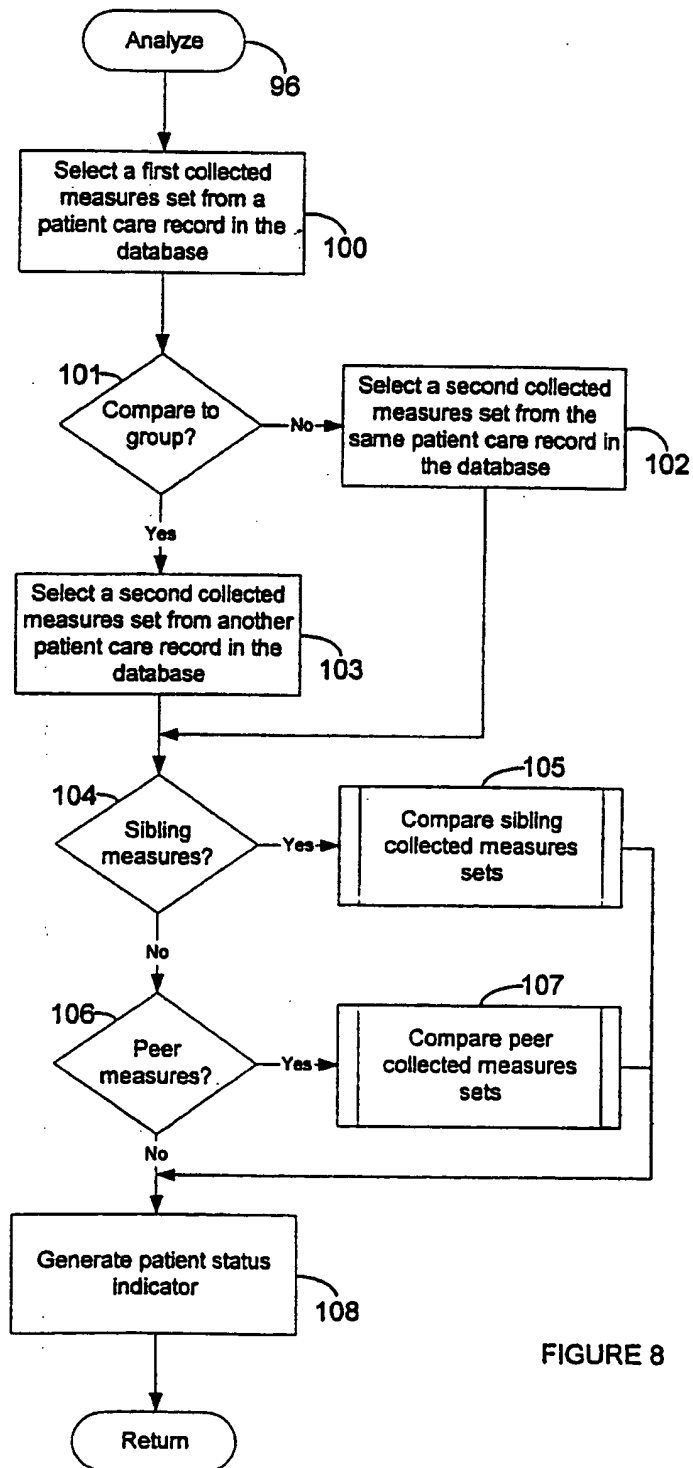 Analyze
96
Select a first collected
measures set from a
patient care record in the
database
100
101
Compare to
group?
No
Select a second collected
measures set from the
same patient care record in
the database
102
Yes
Select a second collected
measures set from another
patient care record in the
database
103
104
Sibling
measures?
Yes
105
Compare sibling
collected measures
sets
No
106
Peer
measures?
Yes
107
Compare peer
collected measures
sets
No
Generate patient status
indicator
108
FIGURE 8
Return